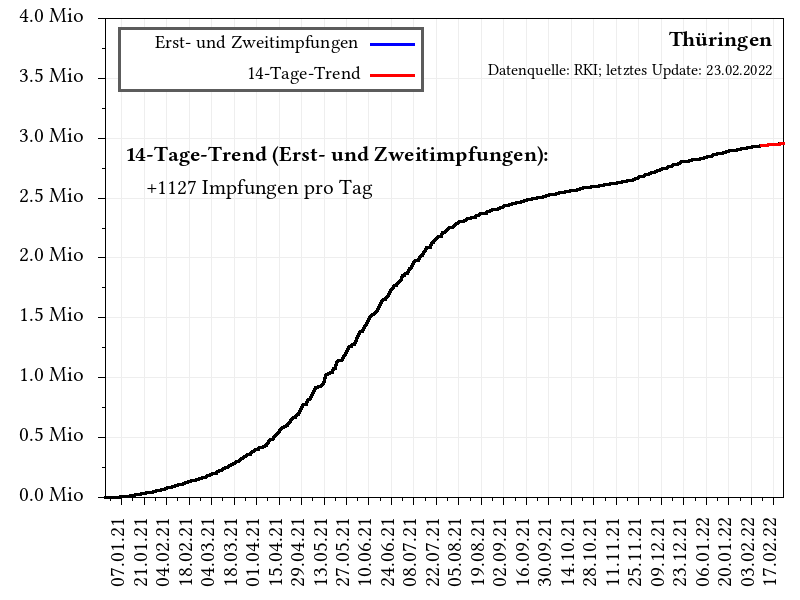 4.0 Mio
3.5 Mio
3.0 Mio
2.5 Mio
2.0 Mio
1.5 Mio
1.0 Mio
0.5 Mio
0.0 Mio
Erst- und Zweitimpfungen
14-Tage-Trend
Thüringen
Datenquelle: RKI; letztes Update: 23.02.2022
14-Tage-Trend (Erst- und Zweitimpfungen):
+1127 Impfungen pro Tag
07.01.21
21.01.21
04.02.21
18.02.21
04.03.21
18.03.21
01.04.21
15.04.21
29.04.21
13.05.21
27.05.21
10.06.21
24.06.21
08.07.21
22.07.21
05.08.21
19.08.21
02.09.21
16.09.21
30.09.21
14.10.21
28.10.21
11.11.21
25.11.21
09.12.21
23.12.21
06.01.22
20.01.22
03.02.22
17.02.22